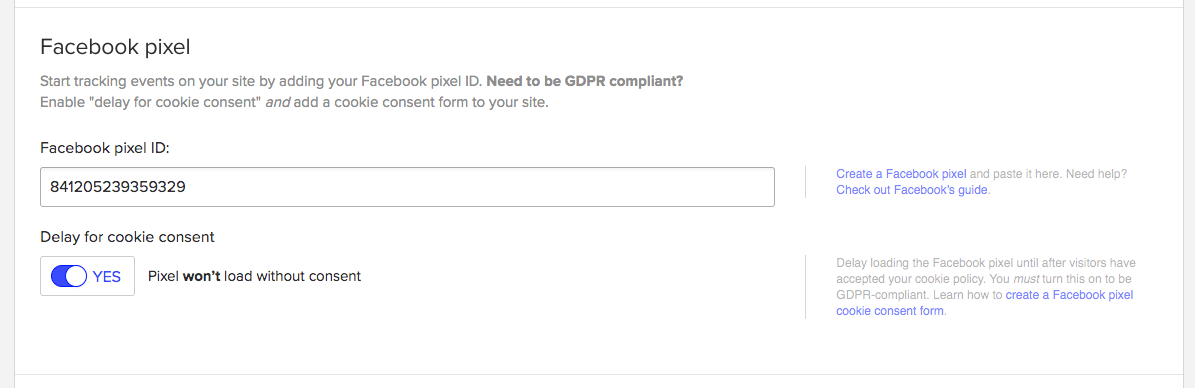 Facebook pixel
Start tracking events on your site by adding your Facebook pixel ID. Need to be GDPR compliant?
Enable "delay for cookie consent" and add a cookie consent form to your site.
Facebook pixel ID:
841205239359329
Create a Facebook pixel and paste it here. Need help?
Check out Facebook's guide.
Delay for cookie consent
YES
Pixel won't load without consent
Delay loading the Facebook pixel until after visitors have
accepted your cookie policy. You must turn this on to be
GDPR-compliant. Learn how to create a Facebook pixel
cookie consent form.